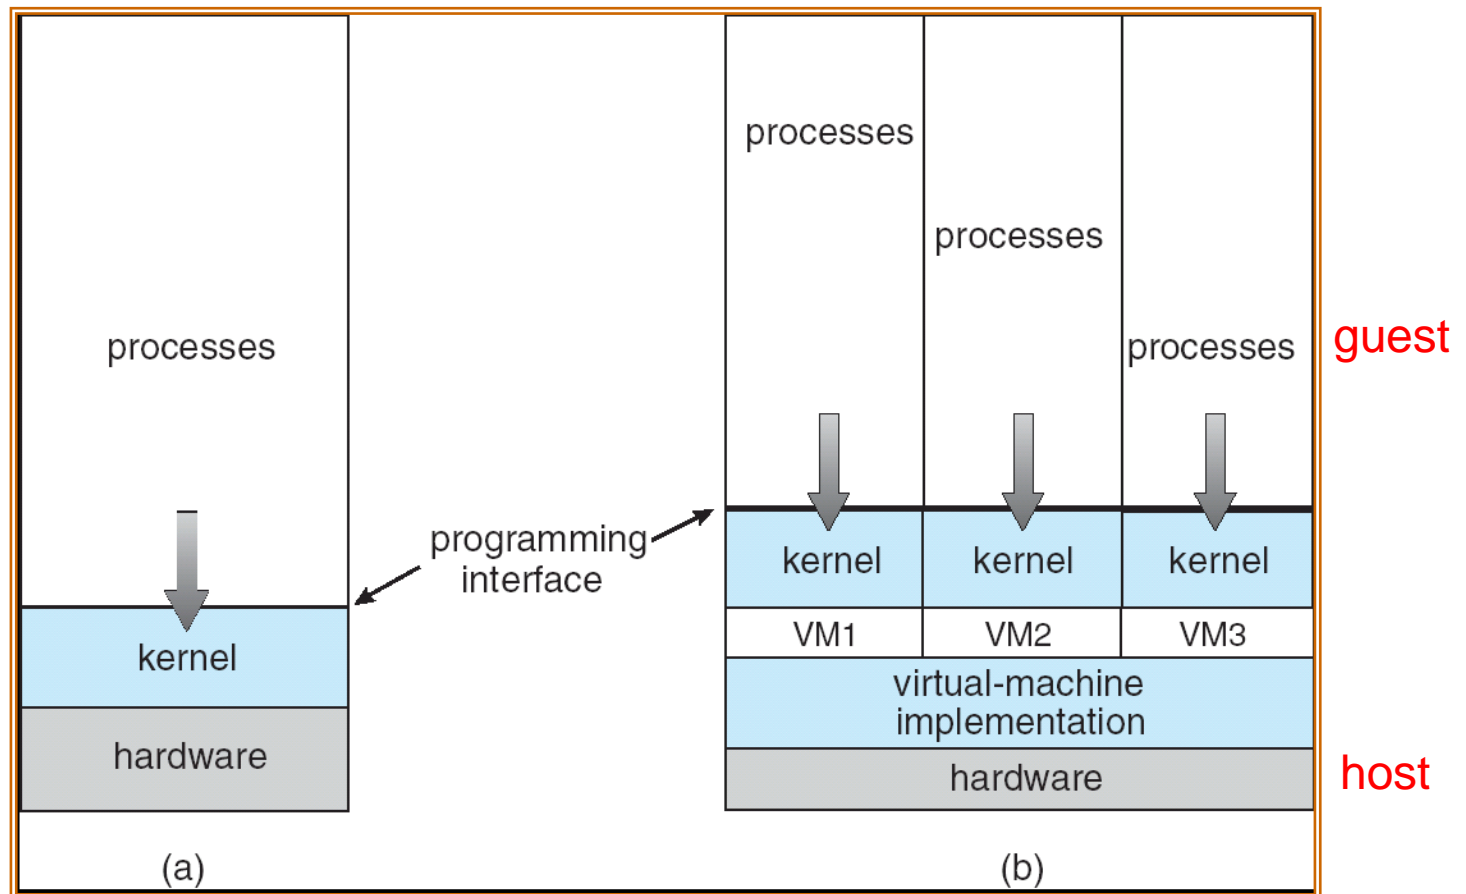 processes
processes
processes
processes
guest
programming
interface
kernel
kernel
kernel
kernel
VM1
VM2
VM3
virtual-machine
implementation
hardware
hardware
host
(a)
(b)